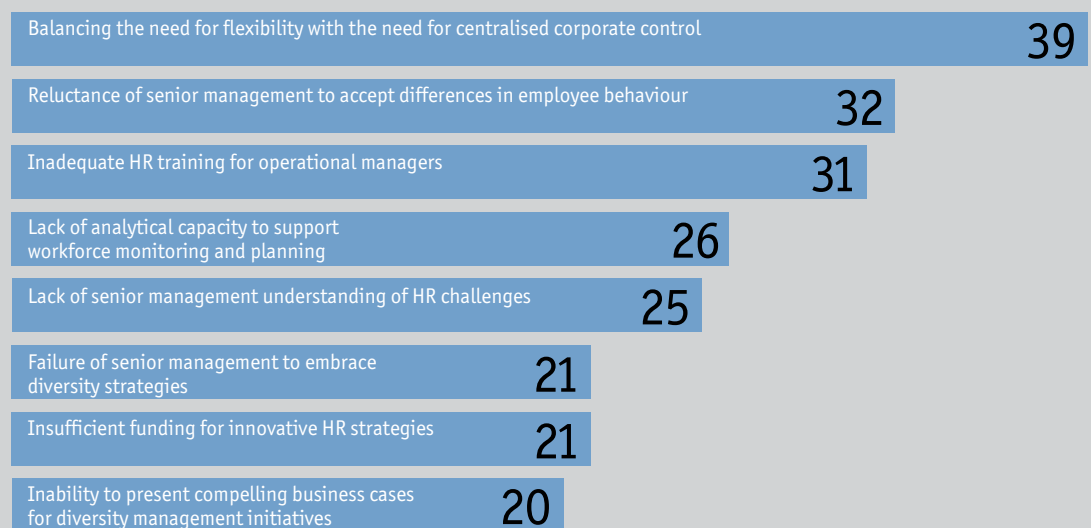 Balancing the need for flexibility with the need for centralised corporate control
39
Reluctance of senior management to accept differences in employee behaviour
32
Inadequate HR training for operational managers
31
Lack of analytical capacity to support
workforce monitoring and planning
26
Lack of senior management understanding of HR challenges
25
Failure of senior management to embrace
diversity strategies
21
Insufficient funding for innovative HR strategies
21
Inability to present compelling business cases
for diversity management initiatives
20